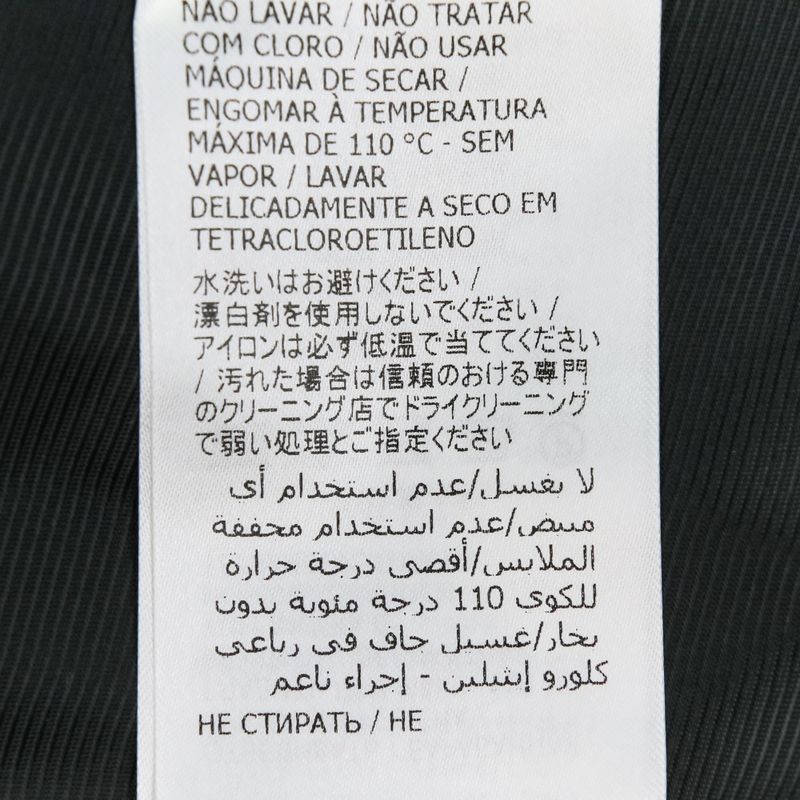 NÃO LAVAR / NÃO TRATAR
COM CLORO / NÃO USAR
MÁQUINA DE SECAR /
ENGOMAR À TEMPERATURA
MÁXIMA DE 110 °C - SEM
VAPOR / LAVAR
DELICADAMENTE A SECO EM
TETRACLOROETILENO
水洗いはお避けください /
漂白剤を使用しないでください /
アイロンは必ず低温で当ててください
/ 汚れた場合は信頼のおける専門
のクリーニング店でドライクリーニング
で弱い処理とご指定ください
لا يغسل/عدم استخدام أي
مبيض/عدم استخدام مجففة
الملابس/أقصى درجة حرارة
للكوى 110 درجة مئوية بدون
بخار/غسيل جاف في رباعي
كلورو إيثيلين - إجراء ناعم
НЕ СТИРАТЬ / НЕ